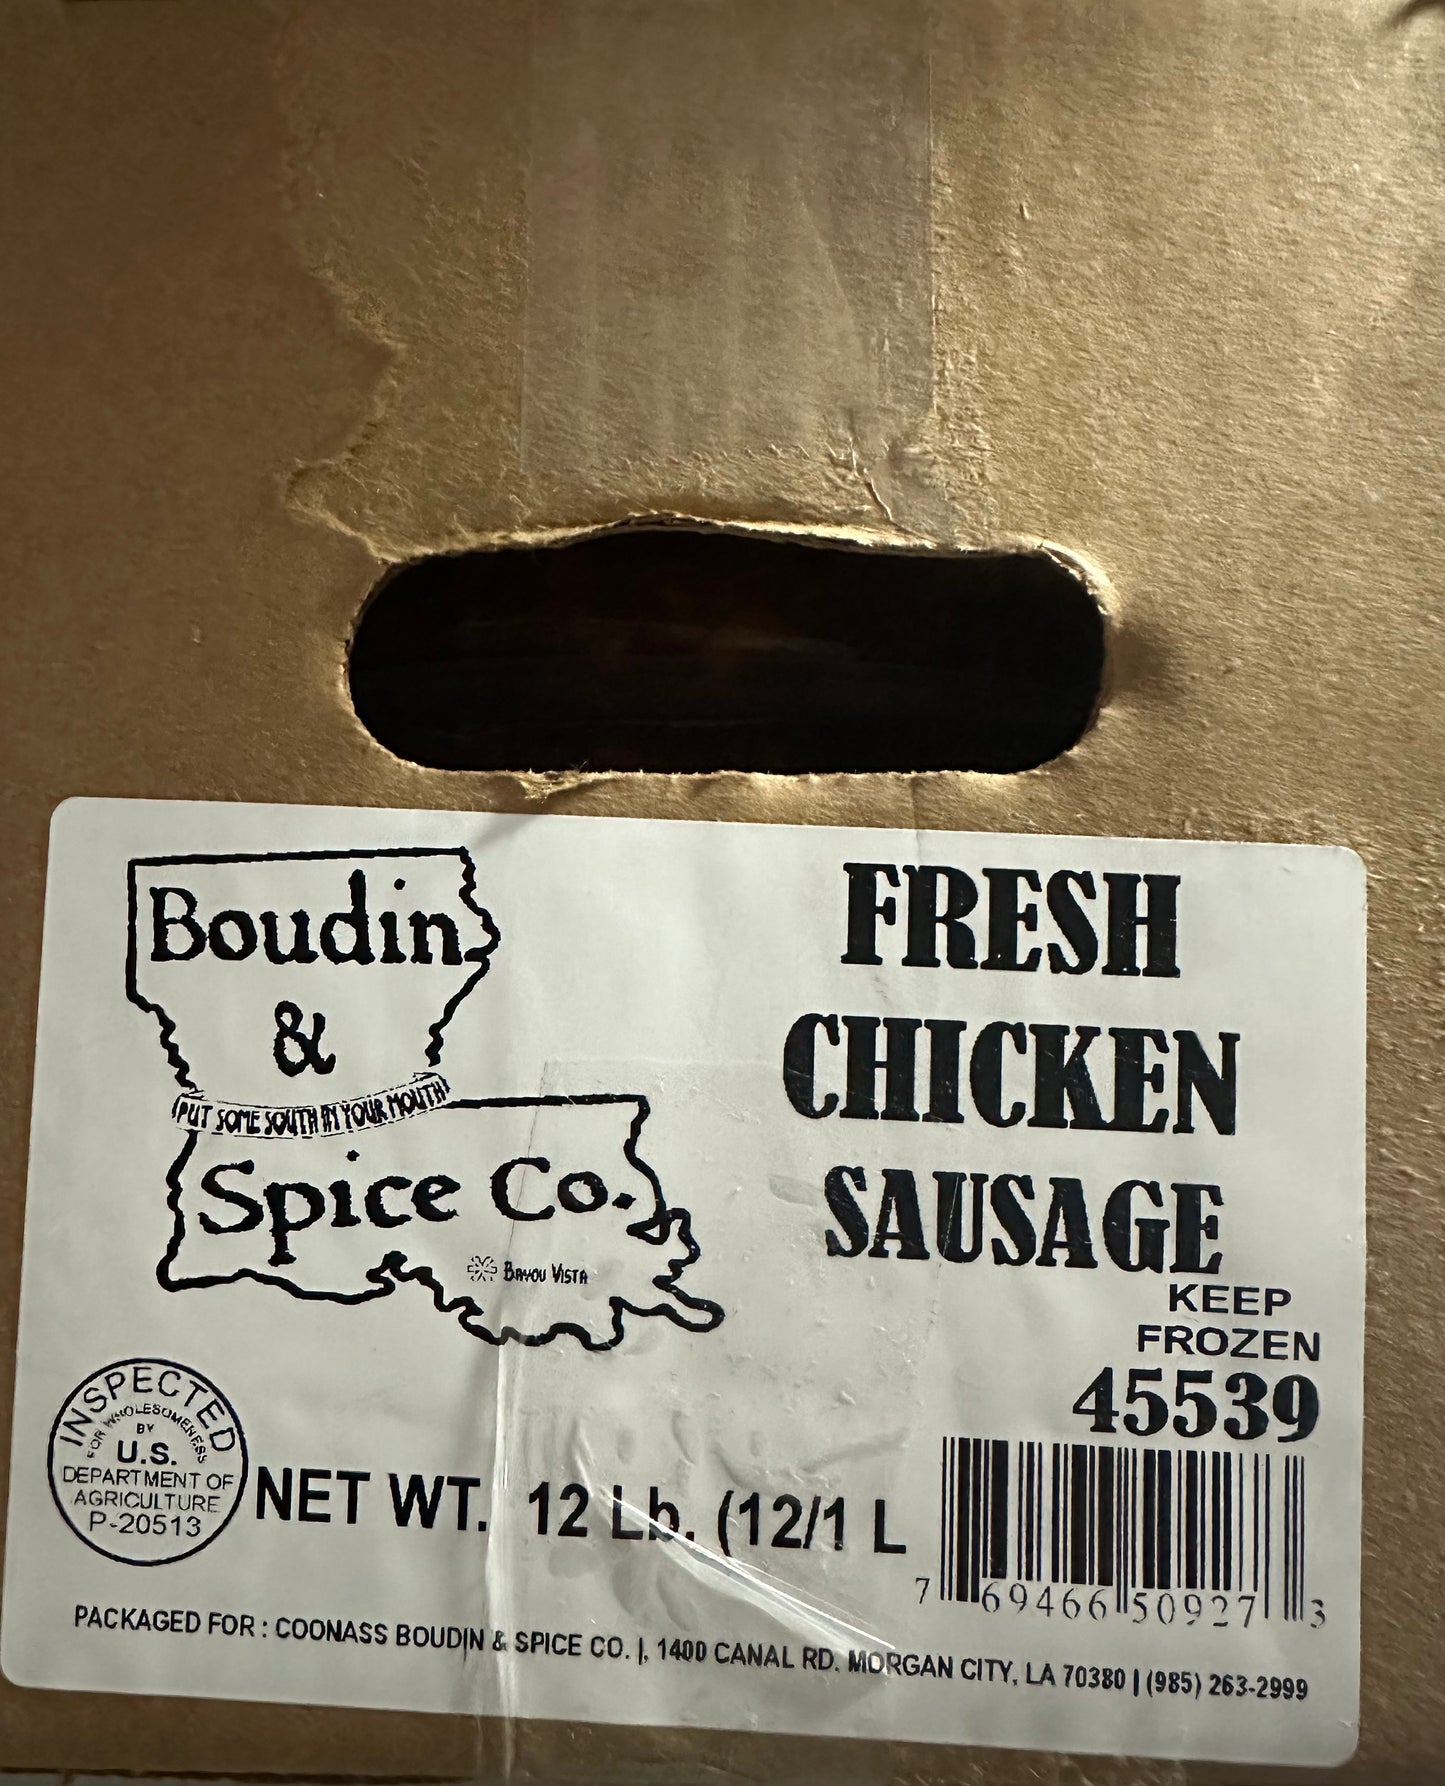 Boudin
&
PUT SOME SOUTH IN YOUR MOUTH
Spice Co.
BAYOU VISTA
FRESH
CHICKEN
SAUSAGE
KEEP
FROZEN
45539
INSPECTED
FOR WHOLESOMENESS
BY
U.S.
DEPARTMENT OF
AGRICULTURE
P-20513
NET WT. 12 Lb. (12/1 L
7 69466 50927 3
PACKAGED FOR : COONASS BOUDIN & SPICE CO. |, 1400 CANAL RD. MORGAN CITY, LA 70380 | (985) 263-2999